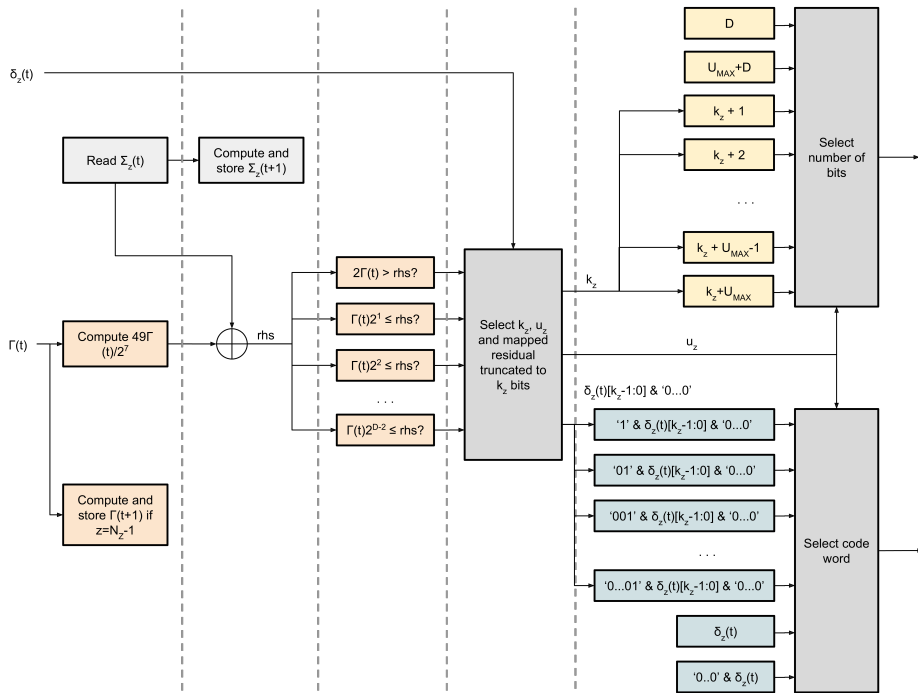 δz(t)
Γ(t)
Read Σz(t)
Compute and
store Σz(t+1)
Compute 49Γ
(t)/2⁷
Compute and
store Γ(t+1) if
z=Nz-1
rhs
2Γ(t) > rhs?
Γ(t)2¹ ≤ rhs?
Γ(t)2² ≤ rhs?
. . .
Γ(t)2ᴰ⁻² ≤ rhs?
Select kz, uz
and mapped
residual
truncated to
kz bits
kz
uz
δz(t)[kz-1:0] & ‘0...0’
D
UMAX+D
kz + 1
kz + 2
. . .
kz + UMAX-1
kz+UMAX
Select
number of
bits
‘1’ & δz(t)[kz-1:0] & ‘0...0’
‘01’ & δz(t)[kz-1:0] & ‘0...0’
‘001’ & δz(t)[kz-1:0] & ‘0...0’
. . .
‘0...01’ & δz(t)[kz-1:0] & ‘0...0’
δz(t)
‘0..0’ & δz(t)
Select code
word